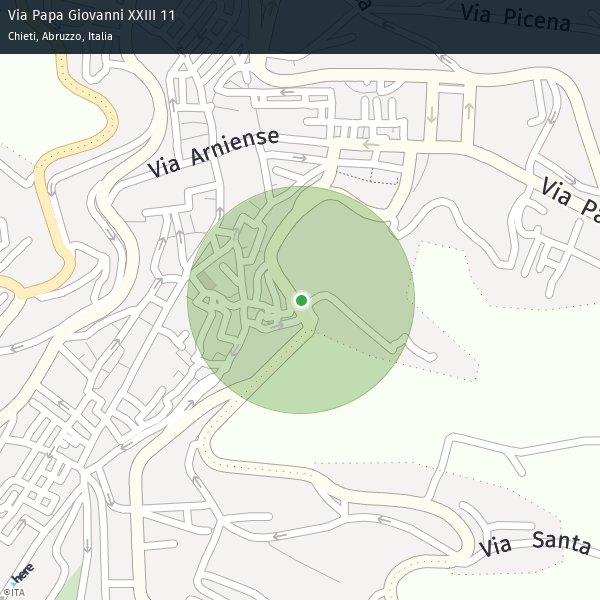 Via Papa Giovanni XXIII 11
Chieti, Abruzzo, Italia
Via Picena
Via Arniense
Via Pa
Via Santa
here
©ITA